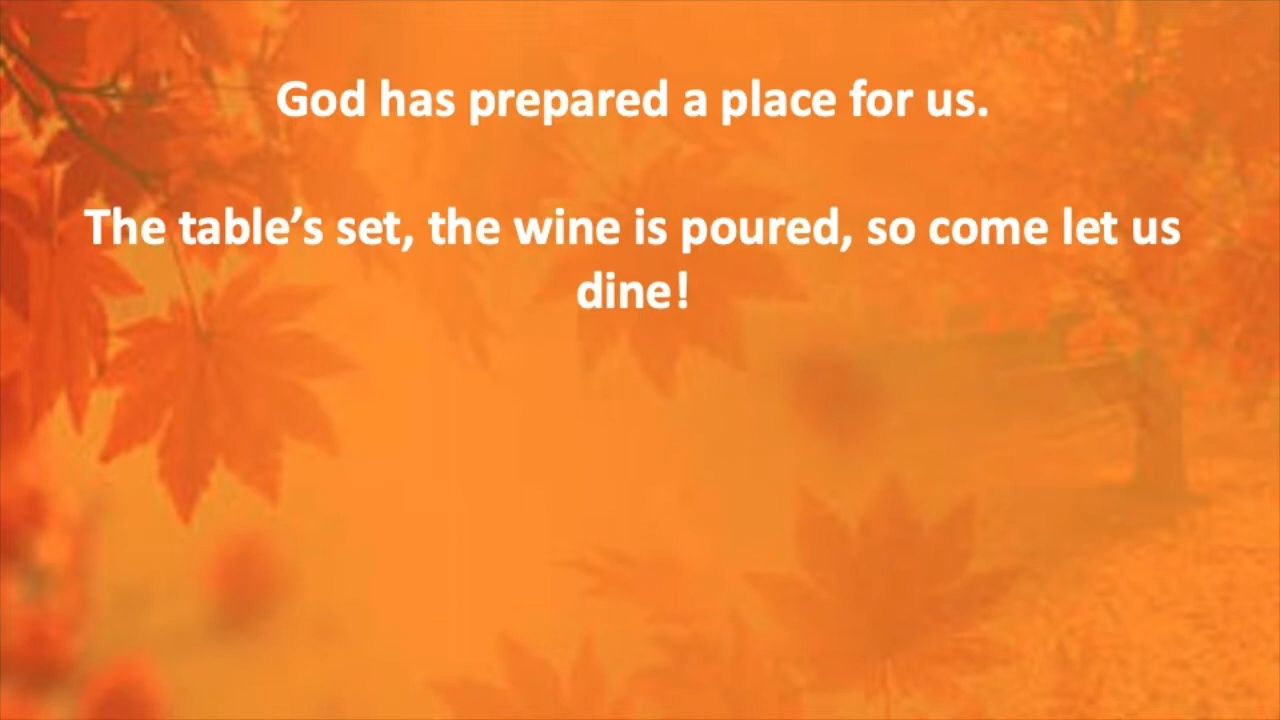 God has prepared a place for us.
The table’s set, the wine is poured, so come let us
dine!